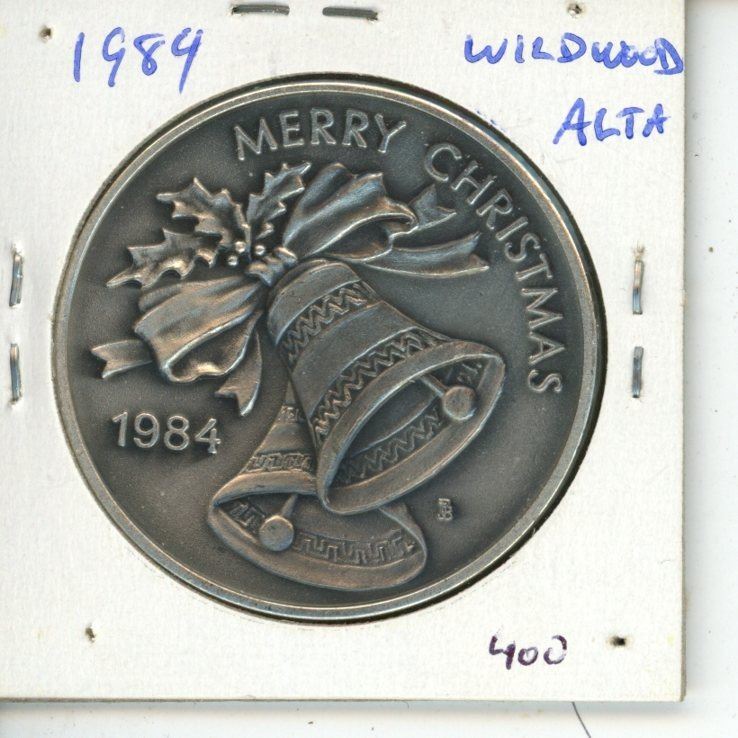 1984
WILDWOOD
ALTA
MERRY CHRISTMAS
1984
400